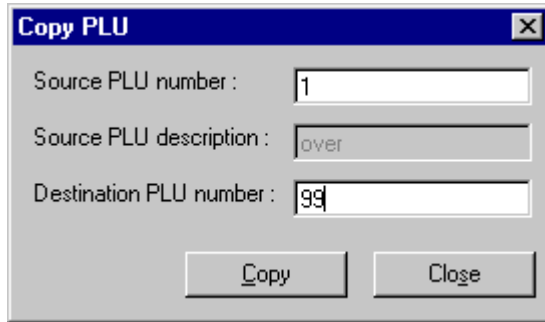 Copy PLU
Source PLU number : 1
Source PLU description : over
Destination PLU number : 99
Copy Close